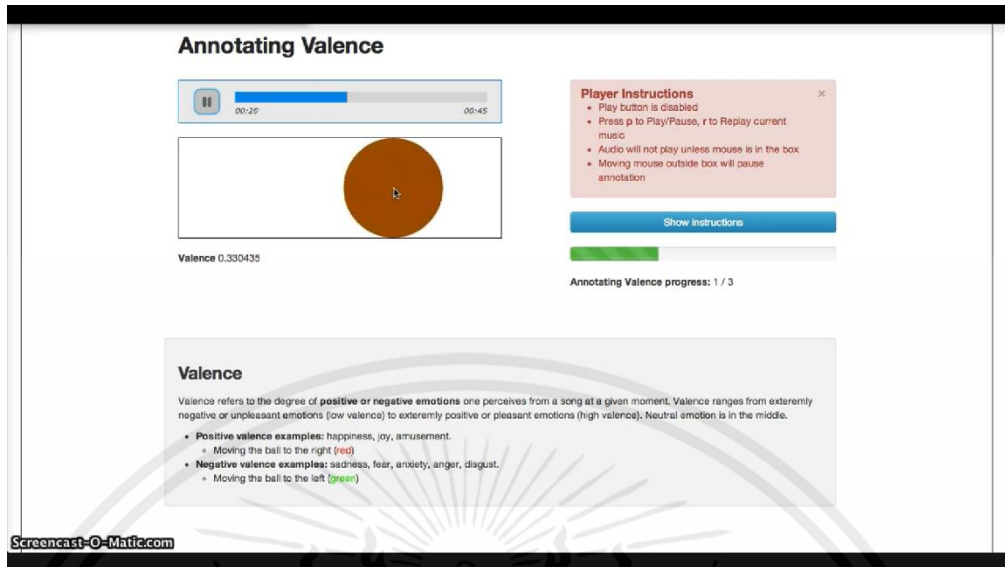 Annotating Valence
00:20
00:45
Valence 0.330435
Player Instructions
×
• Play button is disabled
• Press p to Play/Pause, r to Replay current
music
• Audio will not play unless mouse is in the box
• Moving mouse outside box will pause
annotation
Show instructions
Annotating Valence progress: 1 / 3
Valence
Valence refers to the degree of positive or negative emotions one perceives from a song at a given moment. Valence ranges from exteremly
negative or unpleasant emotions (low valence) to exteremly positive or pleasant emotions (high valence). Neutral emotion is in the middle.
• Positive valence examples: happiness, joy, amusement.
◦ Moving the ball to the right (red)
• Negative valence examples: sadness, fear, anxiety, anger, disgust.
◦ Moving the ball to the left (green)
Screencast-O-Matic.com